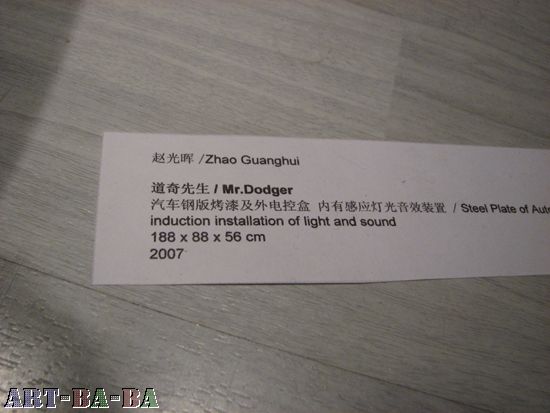 赵光晖 /Zhao Guanghui
道奇先生 / Mr.Dodger
汽车钢版烤漆及外电控盒 内有感应灯光音效装置 / Steel Plate of
induction installation of light and sound
188 x 88 x 56 cm
2007
ART-BA-BA